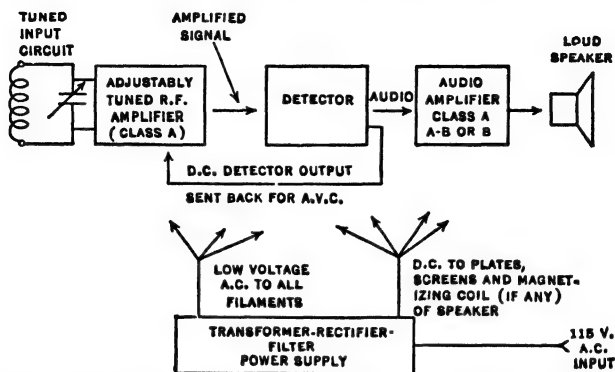 TUNED
INPUT
CIRCUIT
AMPLIFIED
SIGNAL
LOUD
SPEAKER
ADJUSTABLY
TUNED R.F.
AMPLIFIER
(CLASS A)
DETECTOR
AUDIO
AUDIO
AMPLIFIER
CLASS A
A-B OR B
D.C. DETECTOR OUTPUT
SENT BACK FOR A.V.C.
LOW VOLTAGE
A.C. TO ALL
FILAMENTS
D.C. TO PLATES,
SCREENS AND MAGNET-
IZING COIL (IF ANY)
OF SPEAKER
TRANSFORMER-RECTIFIER-
FILTER
POWER SUPPLY
115 V.
A.C.
INPUT